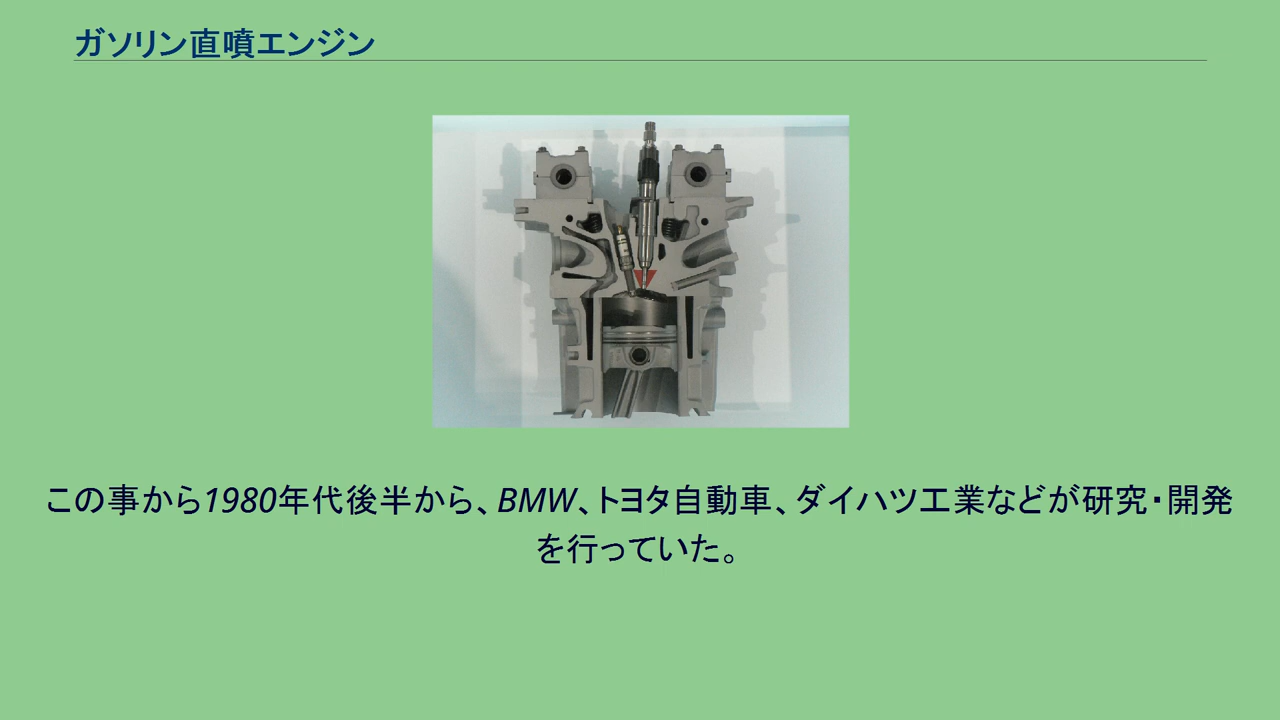 ガソリン直噴エンジン
この事から1980年代後半から、BMW、トヨタ自動車、ダイハツ工業などが研究・開発
を行っていた。